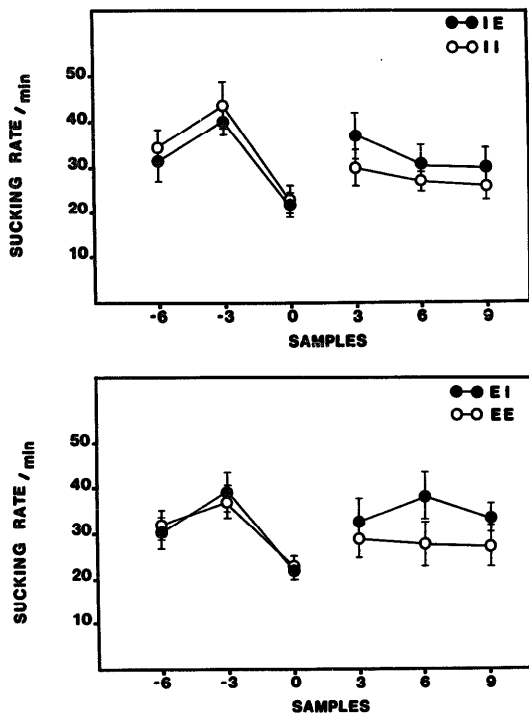 IE
II
SUCKING RATE/min
50
40
30
20
10
-6 -3 0 3 6 9
SAMPLES
EI
EE
SUCKING RATE/min
50
40
30
20
10
-6 -3 0 3 6 9
SAMPLES